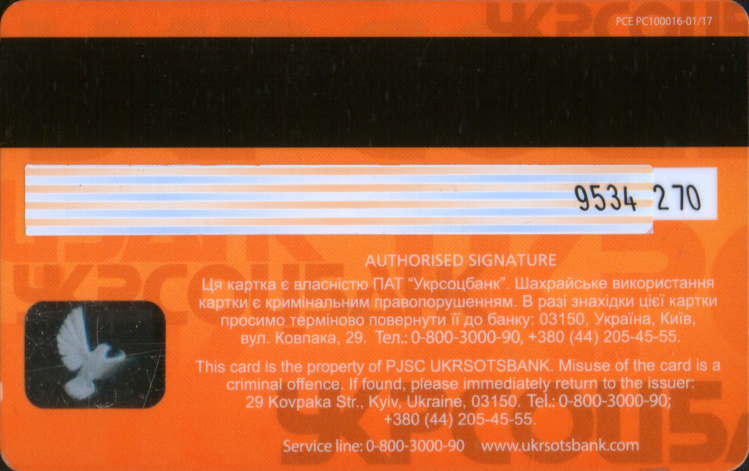 PCE PC100016-01/17
9534 270
AUTHORISED SIGNATURE
Ця картка є власністю ПАТ "Укрсоцбанк". Шахрайське використання
картки є кримінальним правопорушенням. В разі знахідки цієї картки
просимо терміново повернути її до банку: 03150, Україна, Київ,
вул. Ковпака, 29. Тел.: 0-800-3000-90, +380 (44) 205-45-55.
This card is the property of PJSC UKRSOTSBANK. Misuse of the card is a
criminal offence. If found, please immediately return to the issuer:
29 Kovpaka Str., Kyiv, Ukraine, 03150. Tel.: 0-800-3000-90;
+380 (44) 205-45-55.
Service line: 0-800-3000-90 www.ukrsotsbank.com